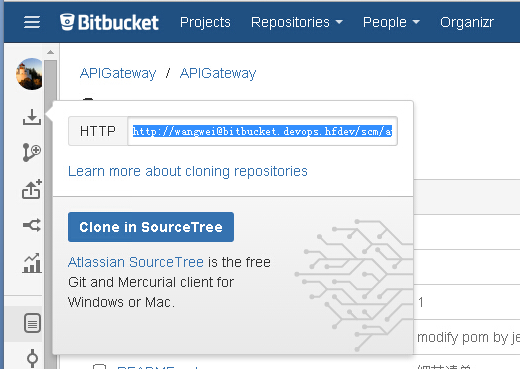 Bitbucket Projects Repositories People Organizr
APIGateway / APIGateway
HTTP http://wangwei@bitbucket.devops.hfdev/scm/a
Learn more about cloning repositories
Clone in SourceTree
Atlassian SourceTree is the free
Git and Mercurial client for
Windows or Mac.
1
modify pom by je